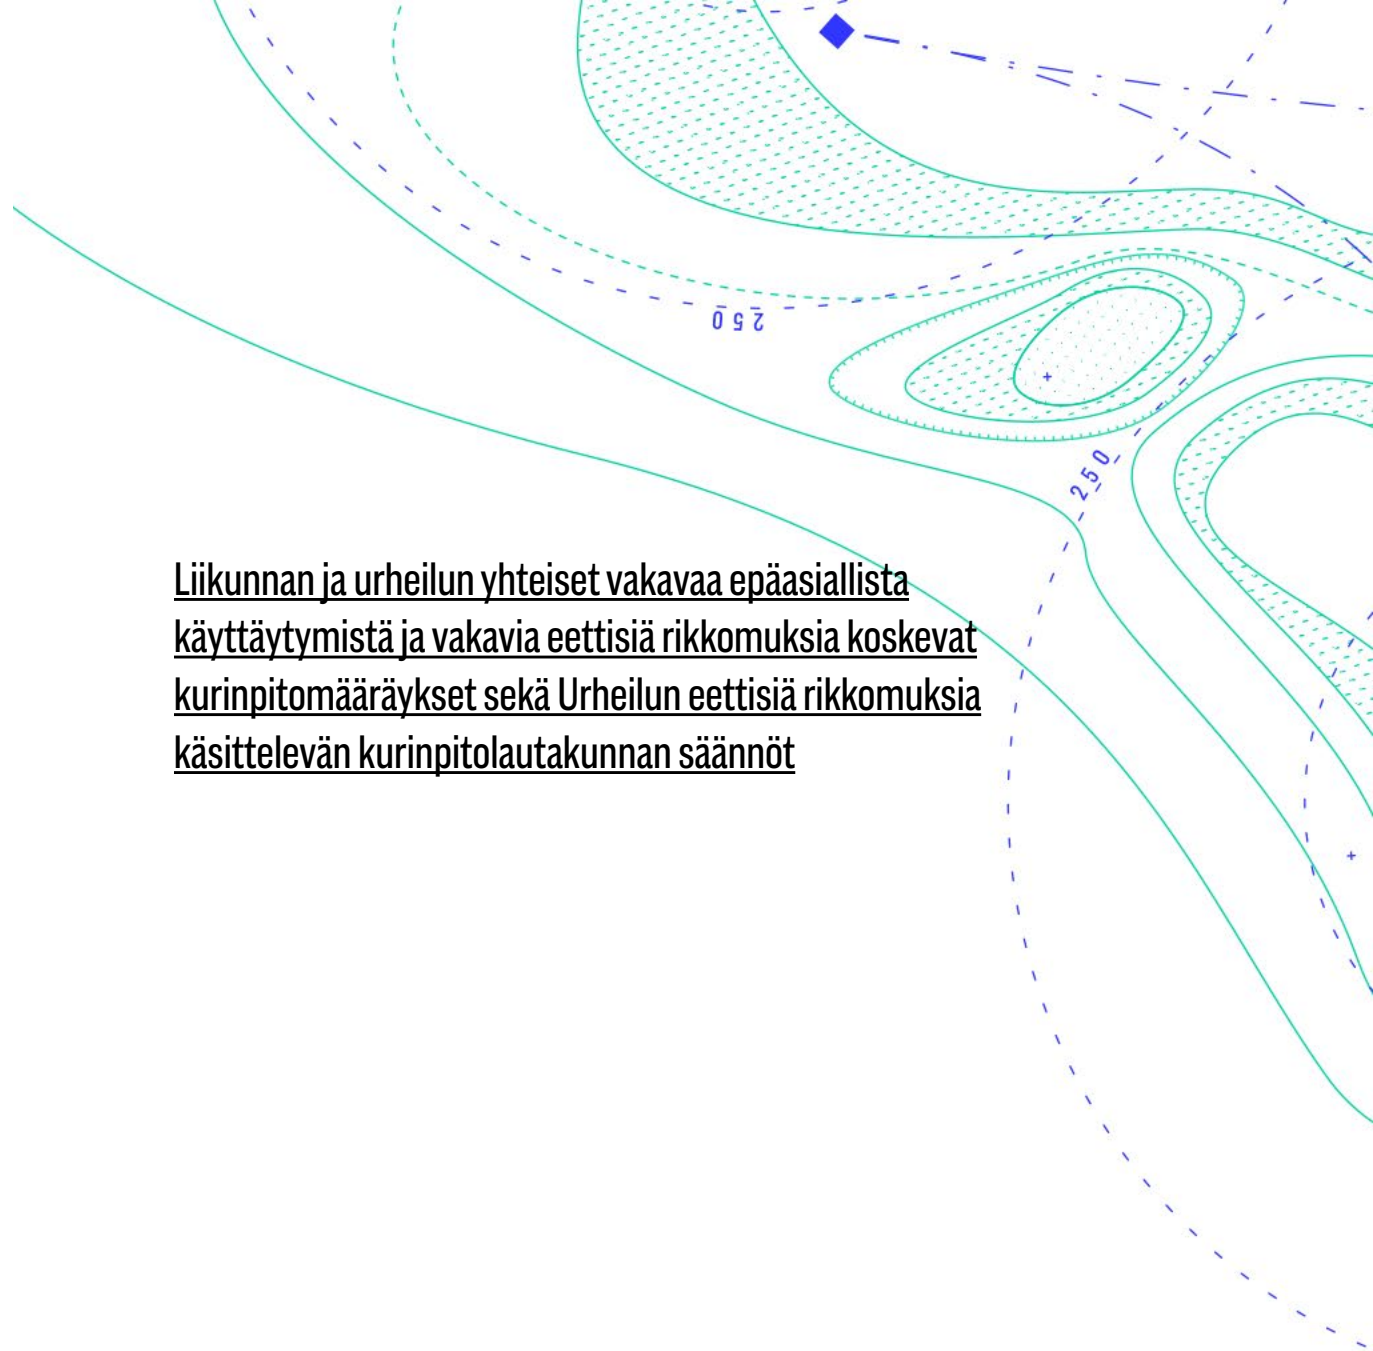 250
250
Liikunnan ja urheilun yhteiset vakavaa epäasiallista
käyttäytymistä ja vakavia eettisiä rikkomuksia koskevat
kurinpitomääräykset sekä Urheilun eettisiä rikkomuksia
käsittelevän kurinpitolautakunnan säännöt